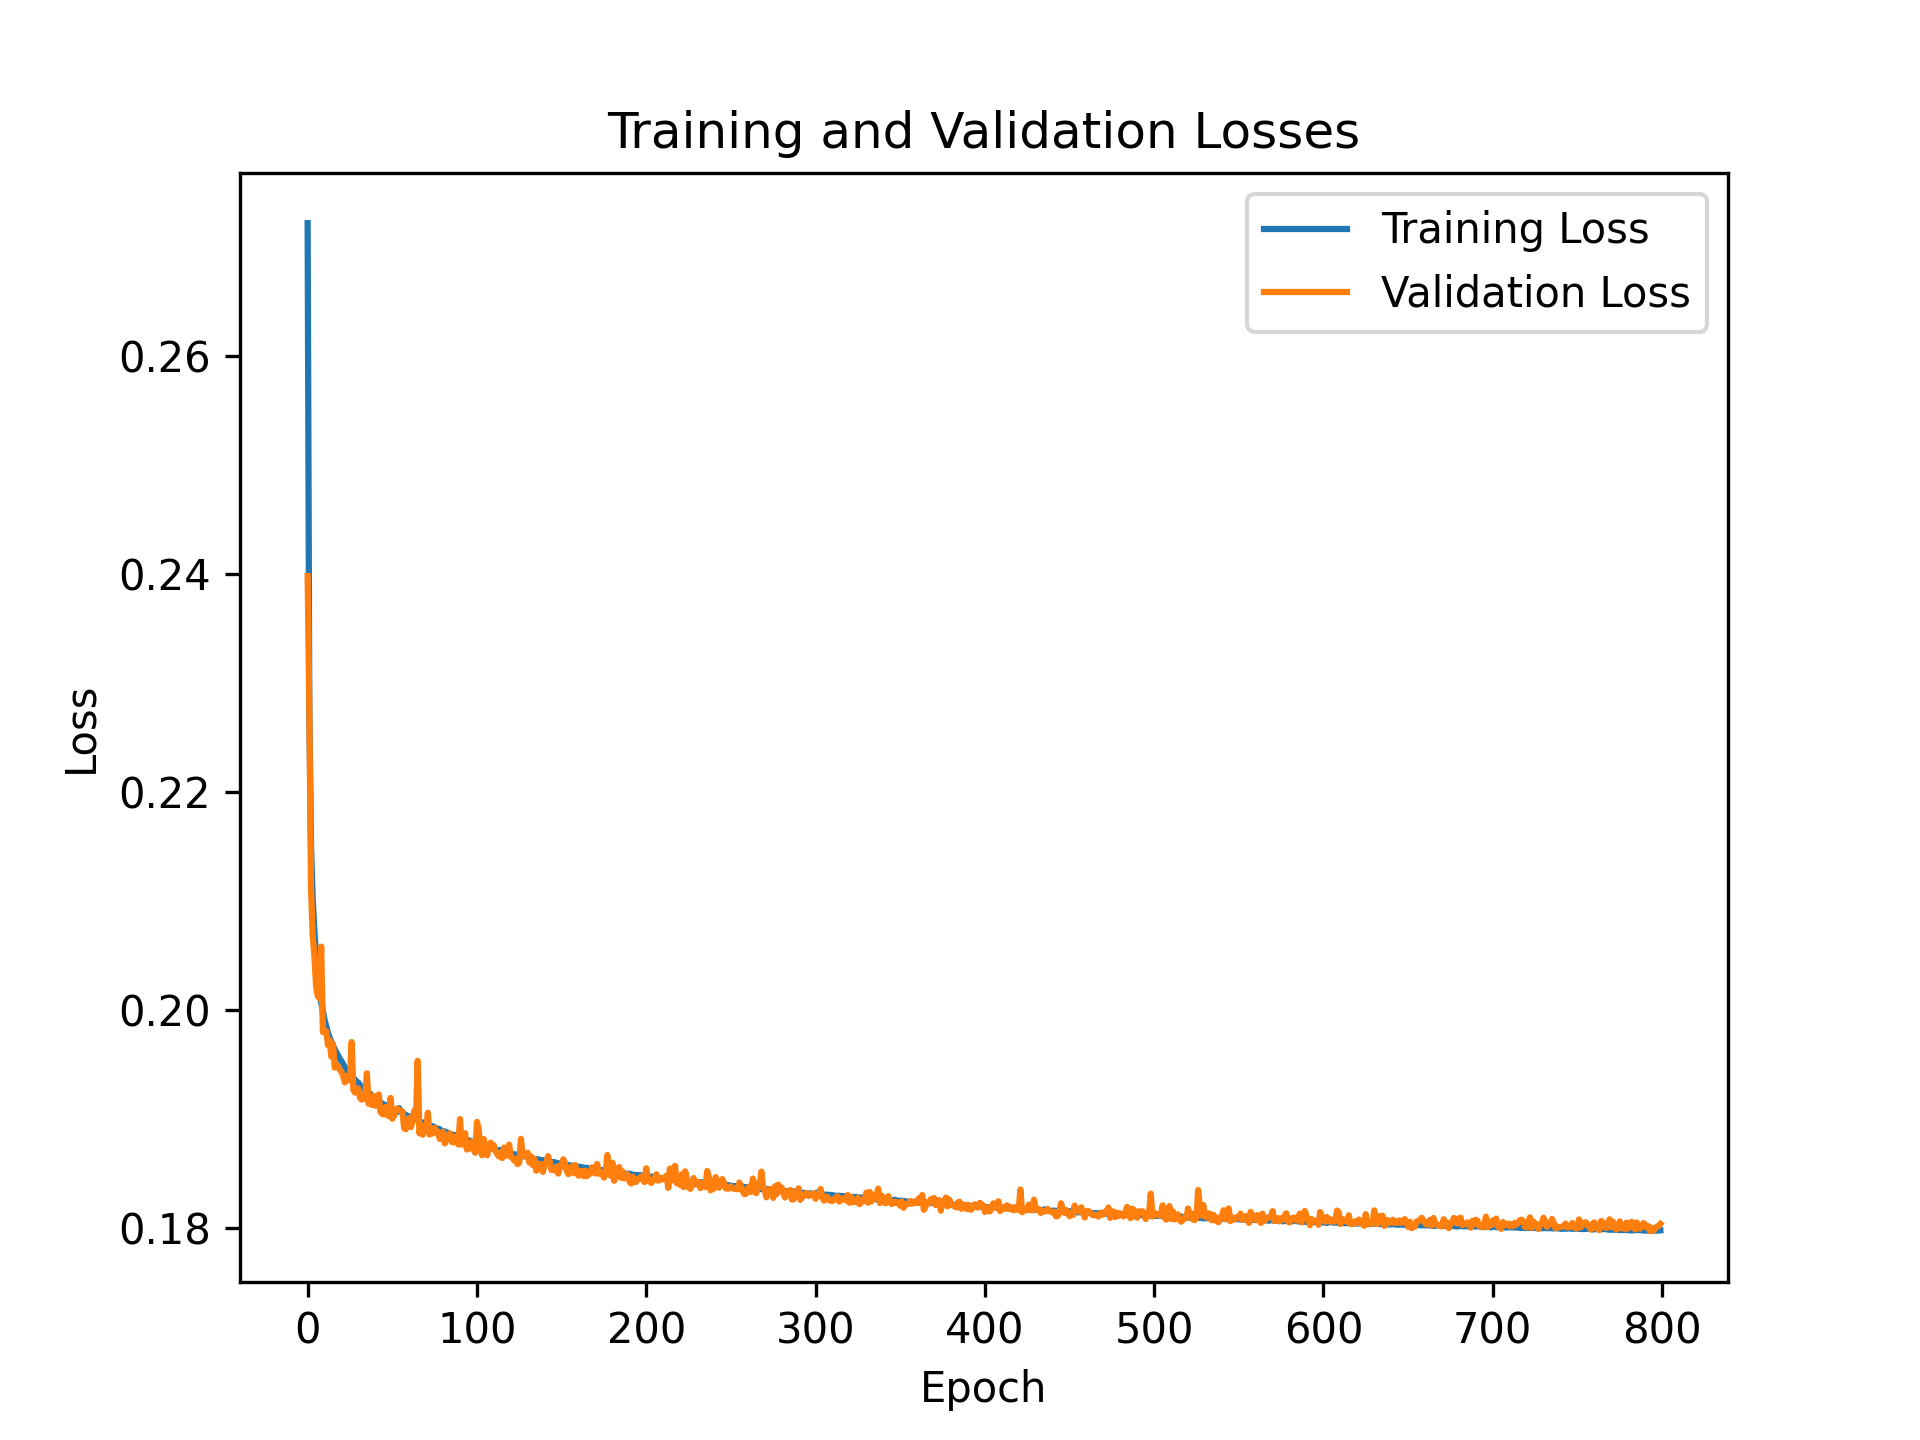 Training and Validation Losses
Training Loss
Validation Loss
0.26
0.24
0.22
0.20
0.18
Loss
0 100 200 300 400 500 600 700 800
Epoch